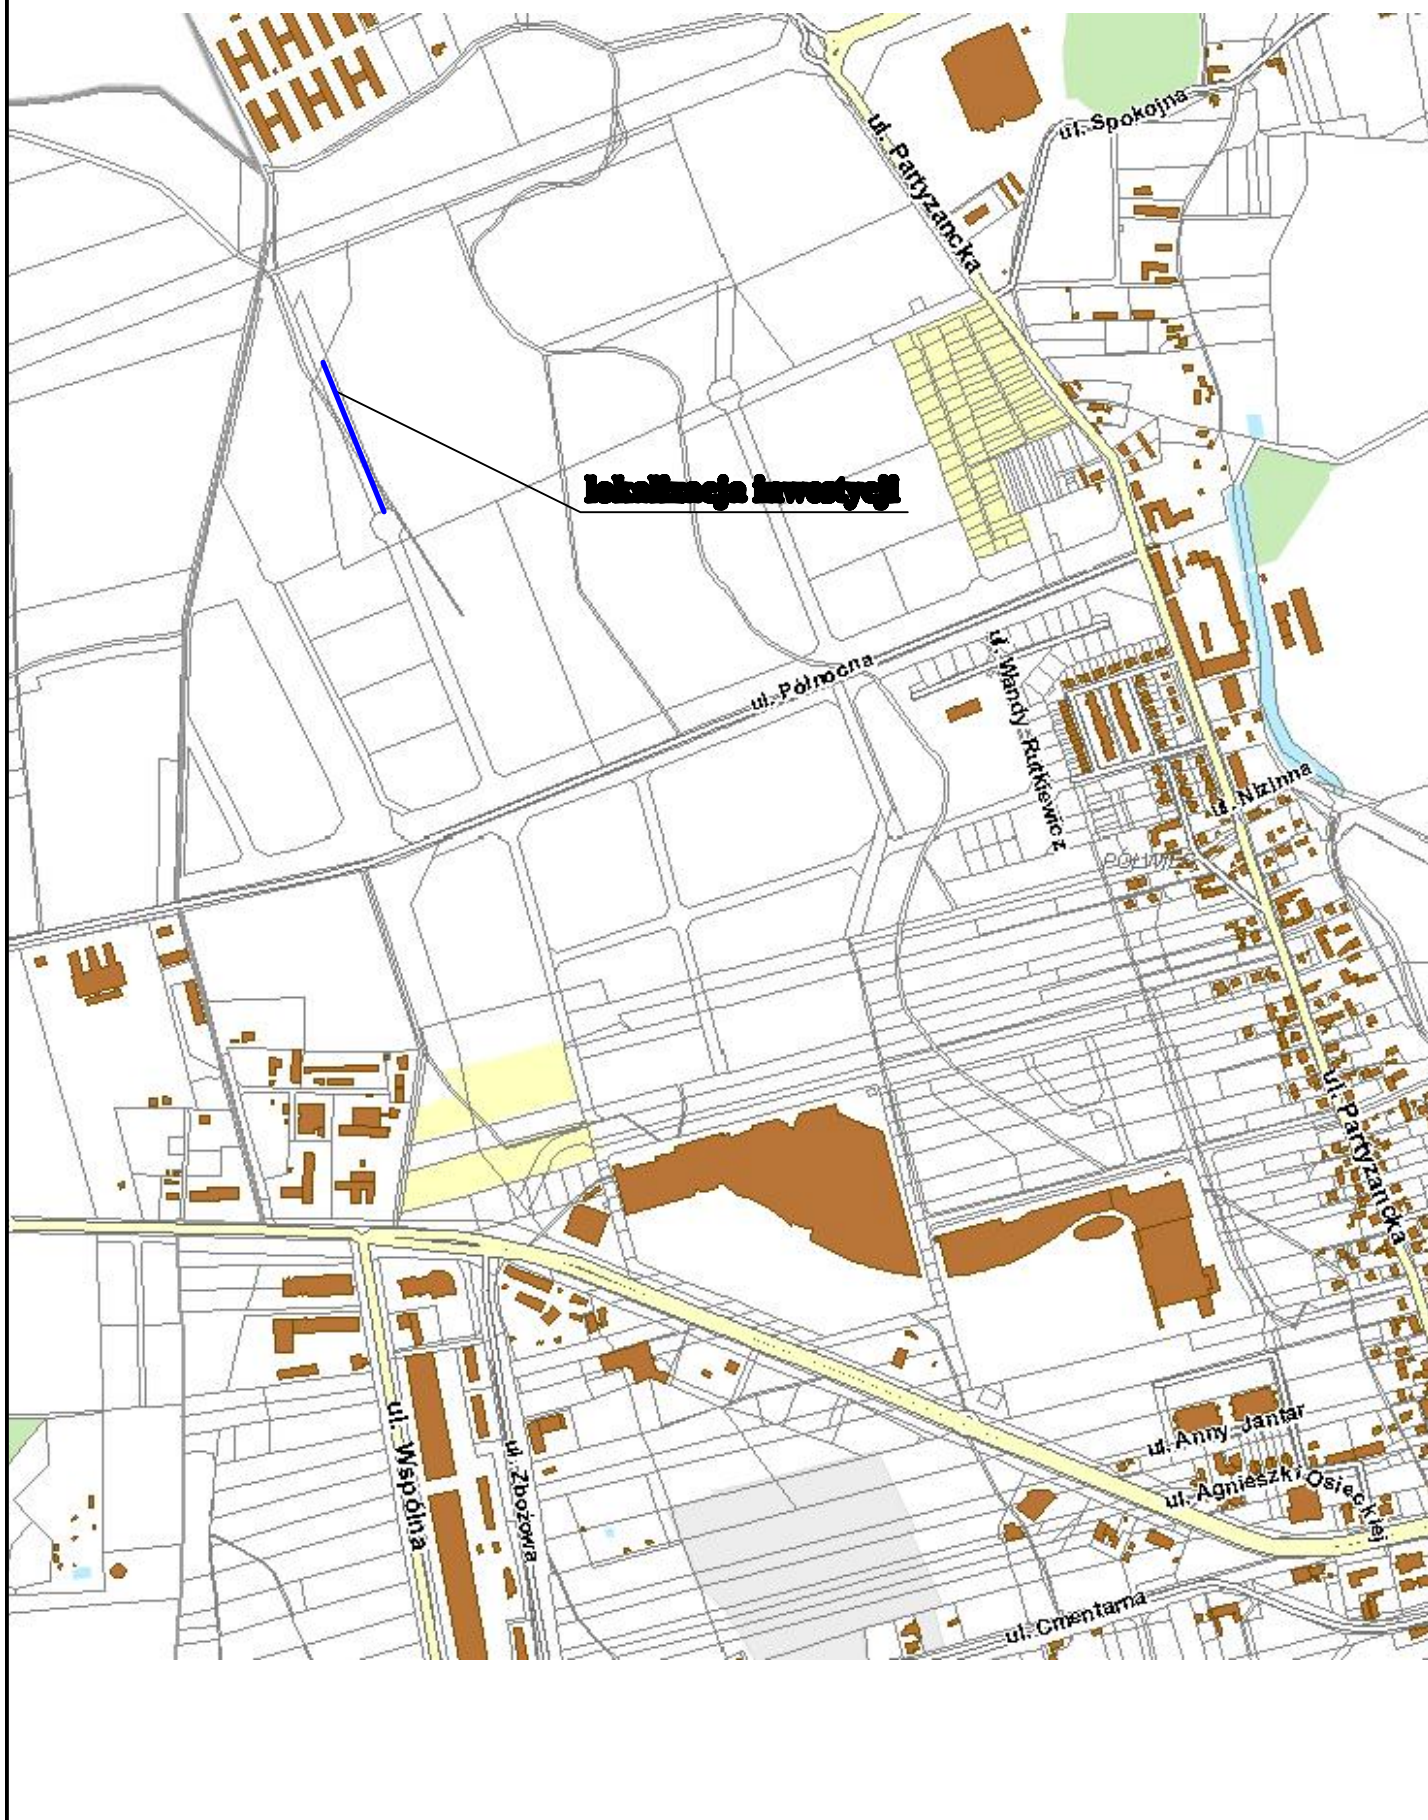 ul. Spokojna
ul. Partyzancka
lokalizacja inwestycji
ul. Północna
ul. Wandy Rutkiewicz
ul. Nizinna
PÓŁWIEŚ
ul. Partyzancka
ul. Wspólna
ul. Zbożowa
ul. Anny Jantar
ul. Agnieszki Osieckiej
ul. Cmentarna